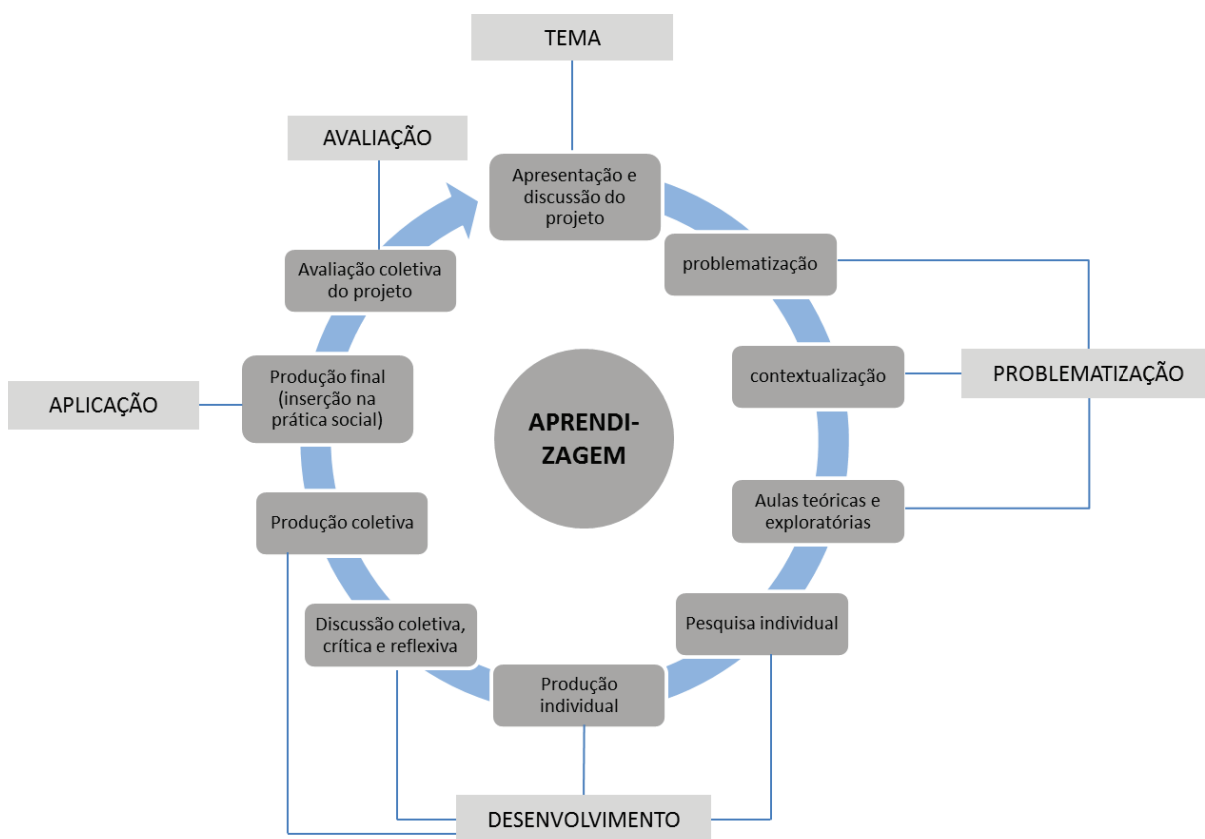 TEMA
AVALIAÇÃO
Apresentação e
discussão do
projeto
problematização
Avaliação coletiva
do projeto
contextualização
PROBLEMATIZAÇÃO
Produção final
(inserção na
prática social)
APLICAÇÃO
APRENDI-
ZAGEM
Aulas teóricas e
exploratórias
Produção coletiva
Pesquisa individual
Discussão coletiva,
crítica e reflexiva
Produção
individual
DESENVOLVIMENTO